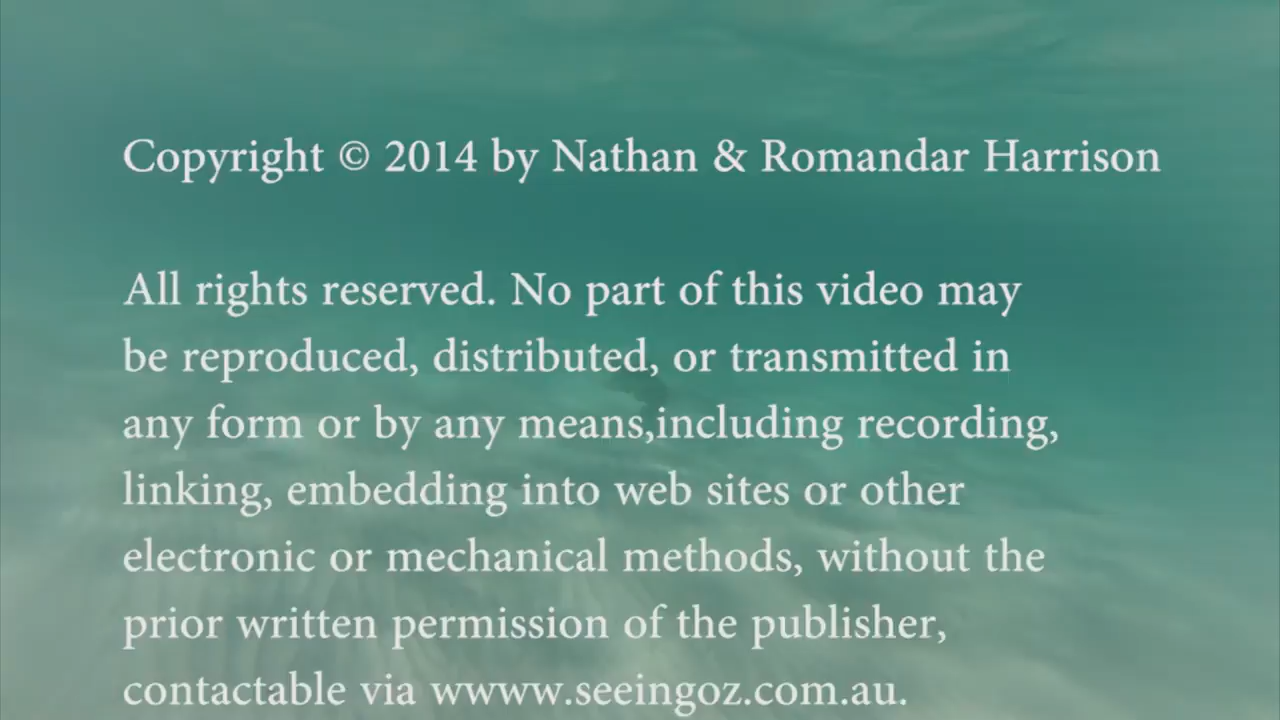 Copyright © 2014 by Nathan & Romandar Harrison
All rights reserved. No part of this video may
be reproduced, distributed, or transmitted in
any form or by any means,including recording,
linking, embedding into web sites or other
electronic or mechanical methods, without the
prior written permission of the publisher,
contactable via wwww.seeingoz.com.au.